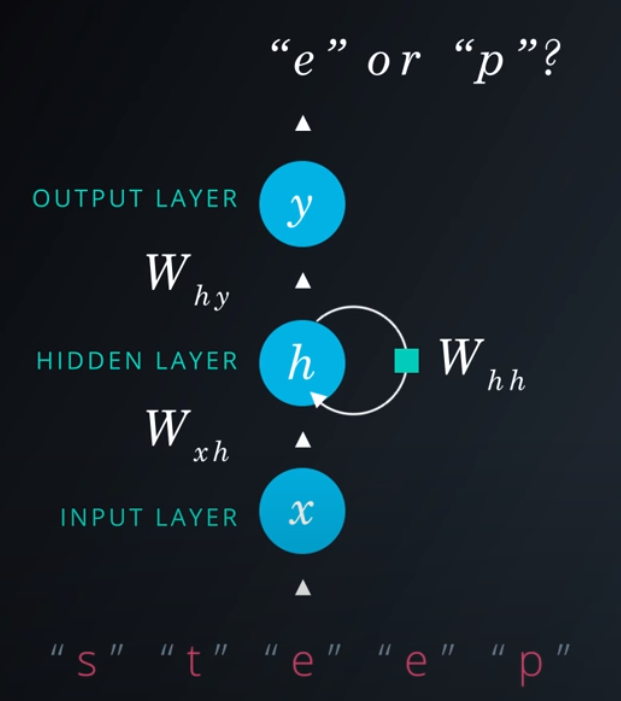 “e” or “p”?
OUTPUT LAYER
y
W_hy
HIDDEN LAYER
h
W_hh
W_xh
INPUT LAYER
x
“s” “t” “e” “e” “p”